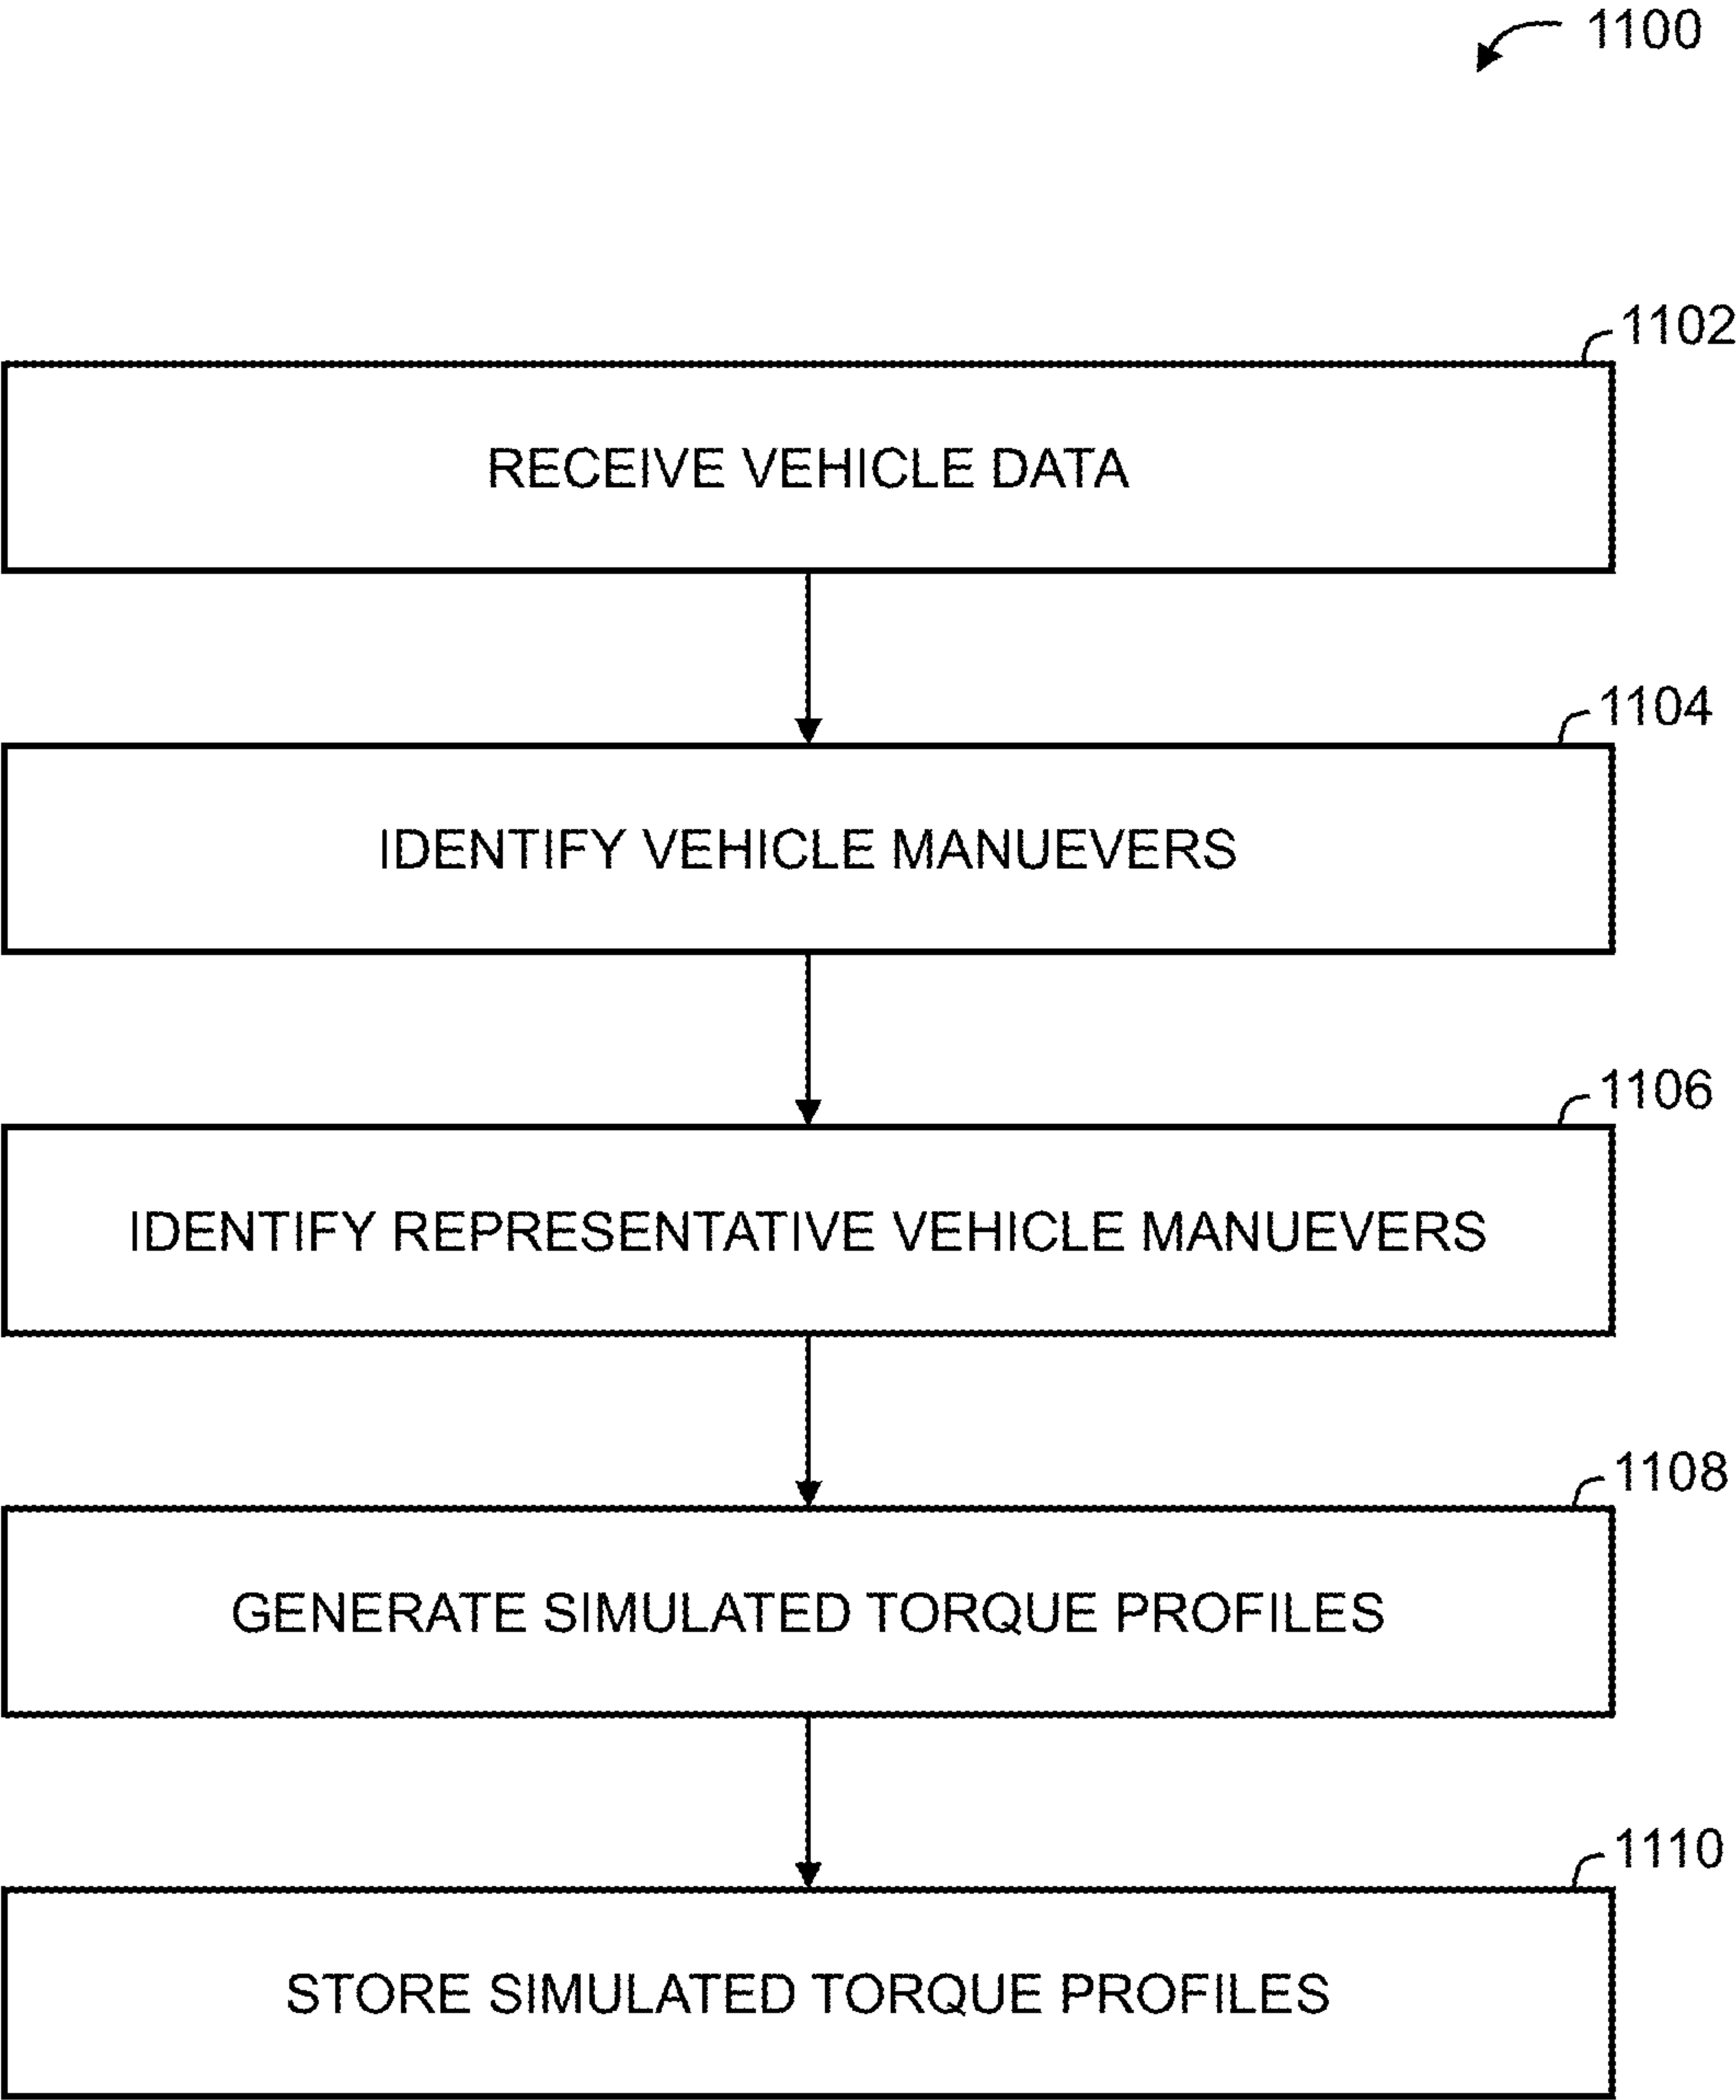 1100
1102
RECEIVE VEHICLE DATA
1104
IDENTIFY VEHICLE MANUEVERS
1106
IDENTIFY REPRESENTATIVE VEHICLE MANUEVERS
1108
GENERATE SIMULATED TORQUE PROFILES
1110
STORE SIMULATED TORQUE PROFILES